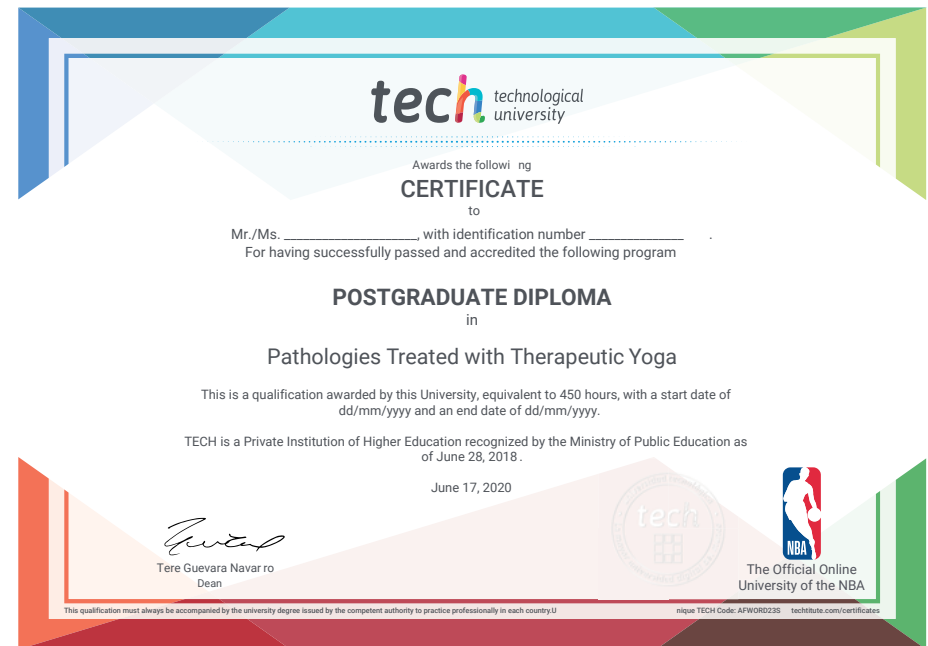 tech technological
university
Awards the followi ng
CERTIFICATE
to
Mr./Ms. _________________, with identification number ____________ .
For having successfully passed and accredited the following program
POSTGRADUATE DIPLOMA
in
Pathologies Treated with Therapeutic Yoga
This is a qualification awarded by this University, equivalent to 450 hours, with a start date of
dd/mm/yyyy and an end date of dd/mm/yyyy.
TECH is a Private Institution of Higher Education recognized by the Ministry of Public Education as
of June 28, 2018 .
June 17, 2020
tech
NBA
Tere Guevara Navar ro
Dean
The Official Online
University of the NBA
This qualification must always be accompanied by the university degree issued by the competent authority to practice professionally in each country.U nique TECH Code: AFWORD23S techtitute.com/certificates